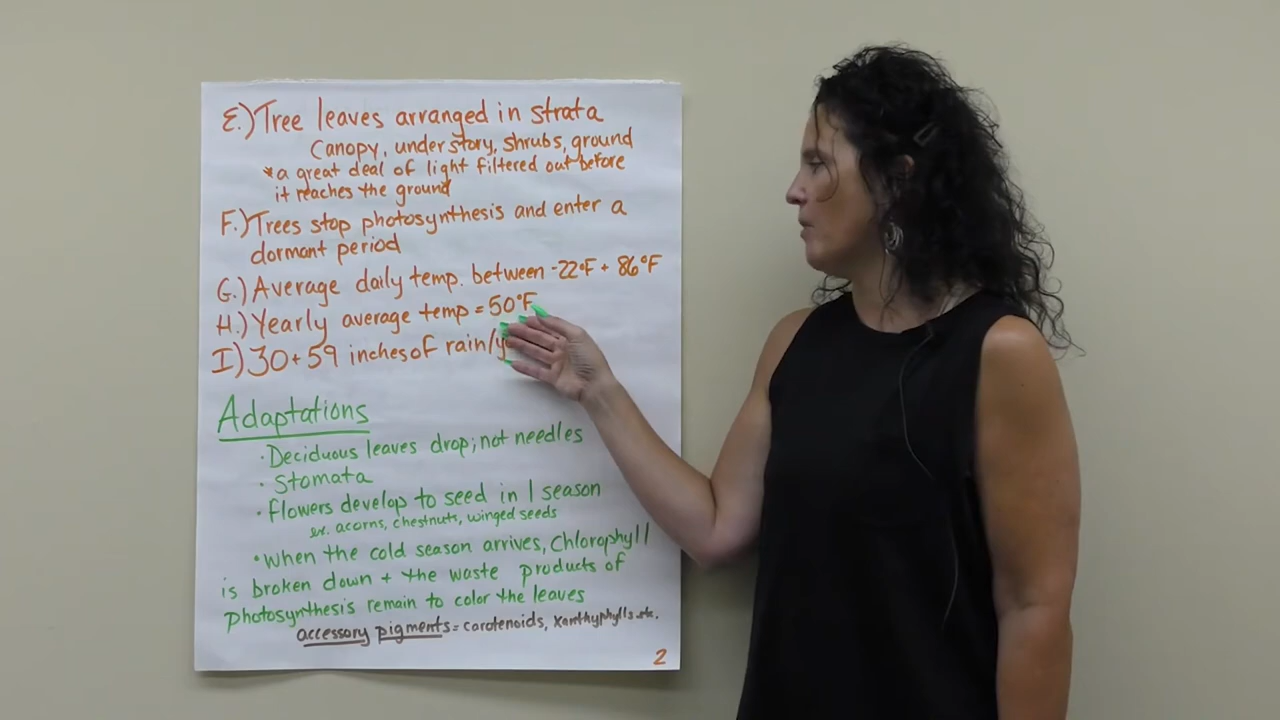 E.) Tree leaves arranged in strata
Canopy, understory, shrubs, ground
*a great deal of light filtered out before
it reaches the ground
F.) Trees stop photosynthesis and enter a
dormant period
G.) Average daily temp. between -22°F + 86°F
H.) Yearly average temp = 50°F
I) 30 + 59 inches of rain/y
Adaptations
· Deciduous leaves drop; not needles
· Stomata
· flowers develop to seed in 1 season
ex. acorns, chestnuts, winged seeds
· when the cold season arrives, Chlorophyll
is broken down + the waste products of
photosynthesis remain to color the leaves
accessory pigments = carotenoids, xanthyphylls etc.
2